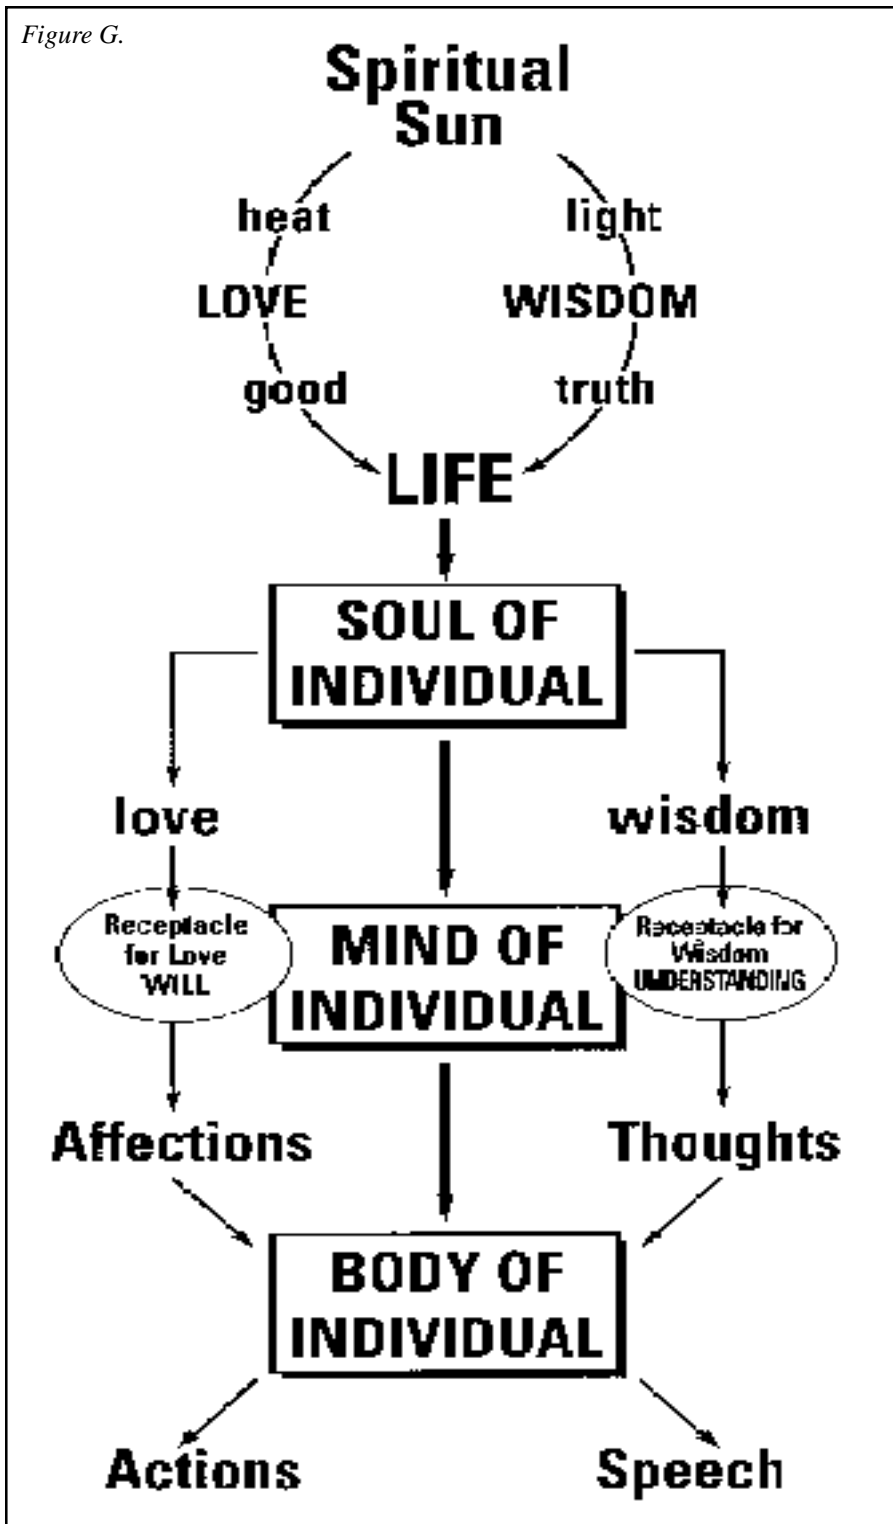 Figure G.
Spiritual
Sun
heat
light
LOVE
WISDOM
good
truth
LIFE
SOUL OF
INDIVIDUAL
love
wisdom
Receptacle
for Love
WILL
MIND OF
INDIVIDUAL
Receptacle for
Wisdom
UNDERSTANDING
Affections
Thoughts
BODY OF
INDIVIDUAL
Actions
Speech